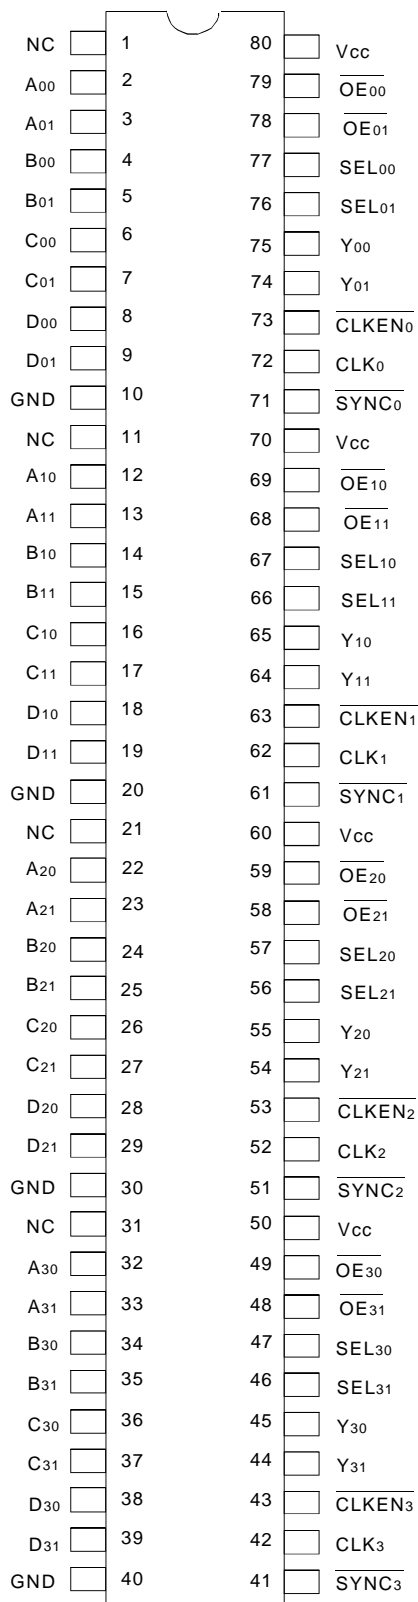 NC 1 80 Vcc
A00 2 79 OE00
A01 3 78 OE01
B00 4 77 SEL00
B01 5 76 SEL01
C00 6 75 Y00
C01 7 74 Y01
D00 8 73 CLKEN0
D01 9 72 CLK0
GND 10 71 SYNC0
NC 11 70 Vcc
A10 12 69 OE10
A11 13 68 OE11
B10 14 67 SEL10
B11 15 66 SEL11
C10 16 65 Y10
C11 17 64 Y11
D10 18 63 CLKEN1
D11 19 62 CLK1
GND 20 61 SYNC1
NC 21 60 Vcc
A20 22 59 OE20
A21 23 58 OE21
B20 24 57 SEL20
B21 25 56 SEL21
C20 26 55 Y20
C21 27 54 Y21
D20 28 53 CLKEN2
D21 29 52 CLK2
GND 30 51 SYNC2
NC 31 50 Vcc
A30 32 49 OE30
A31 33 48 OE31
B30 34 47 SEL30
B31 35 46 SEL31
C30 36 45 Y30
C31 37 44 Y31
D30 38 43 CLKEN3
D31 39 42 CLK3
GND 40 41 SYNC3